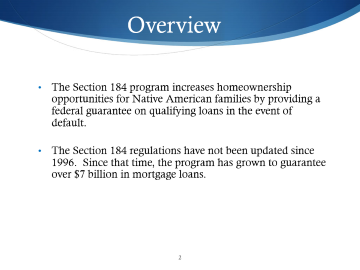 Overview
• The Section 184 program increases homeownership
opportunities for Native American families by providing a
federal guarantee on qualifying loans in the event of
default.
• The Section 184 regulations have not been updated since
1996.  Since that time, the program has grown to guarantee
over $7 billion in mortgage loans.
2